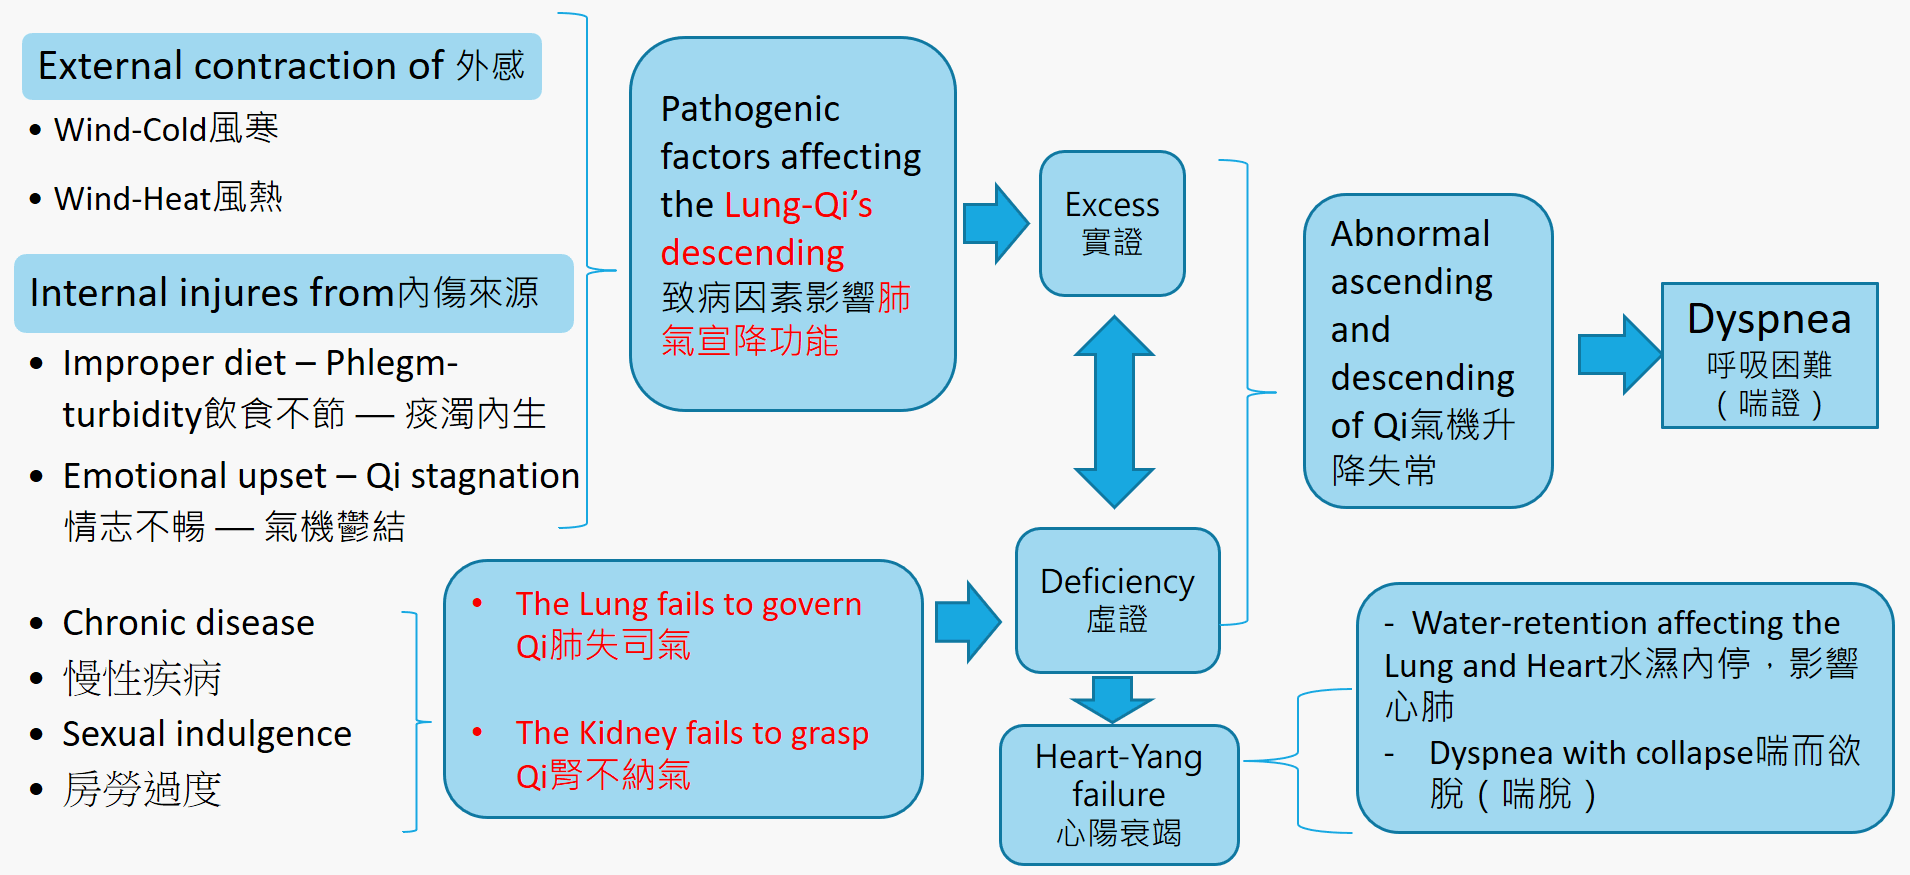 External contraction of 外感
• Wind-Cold風寒
• Wind-Heat風熱
Internal injures from內傷來源
• Improper diet – Phlegm-
turbidity飲食不節 — 痰濁內生
• Emotional upset – Qi stagnation
情志不暢 — 氣機鬱結
• Chronic disease
• 慢性疾病
• Sexual indulgence
• 房勞過度
Pathogenic
factors affecting
the Lung-Qi’s
descending
致病因素影響肺
氣宣降功能
• The Lung fails to govern
Qi肺失司氣
• The Kidney fails to grasp
Qi腎不納氣
Excess
實證
Deficiency
虛證
Heart-Yang
failure
心陽衰竭
Abnormal
ascending
and
descending
of Qi氣機升
降失常
Dyspnea
呼吸困難
（喘證）
- Water-retention affecting the
Lung and Heart水濕內停，影響
心肺
- Dyspnea with collapse喘而欲
脫（喘脫）